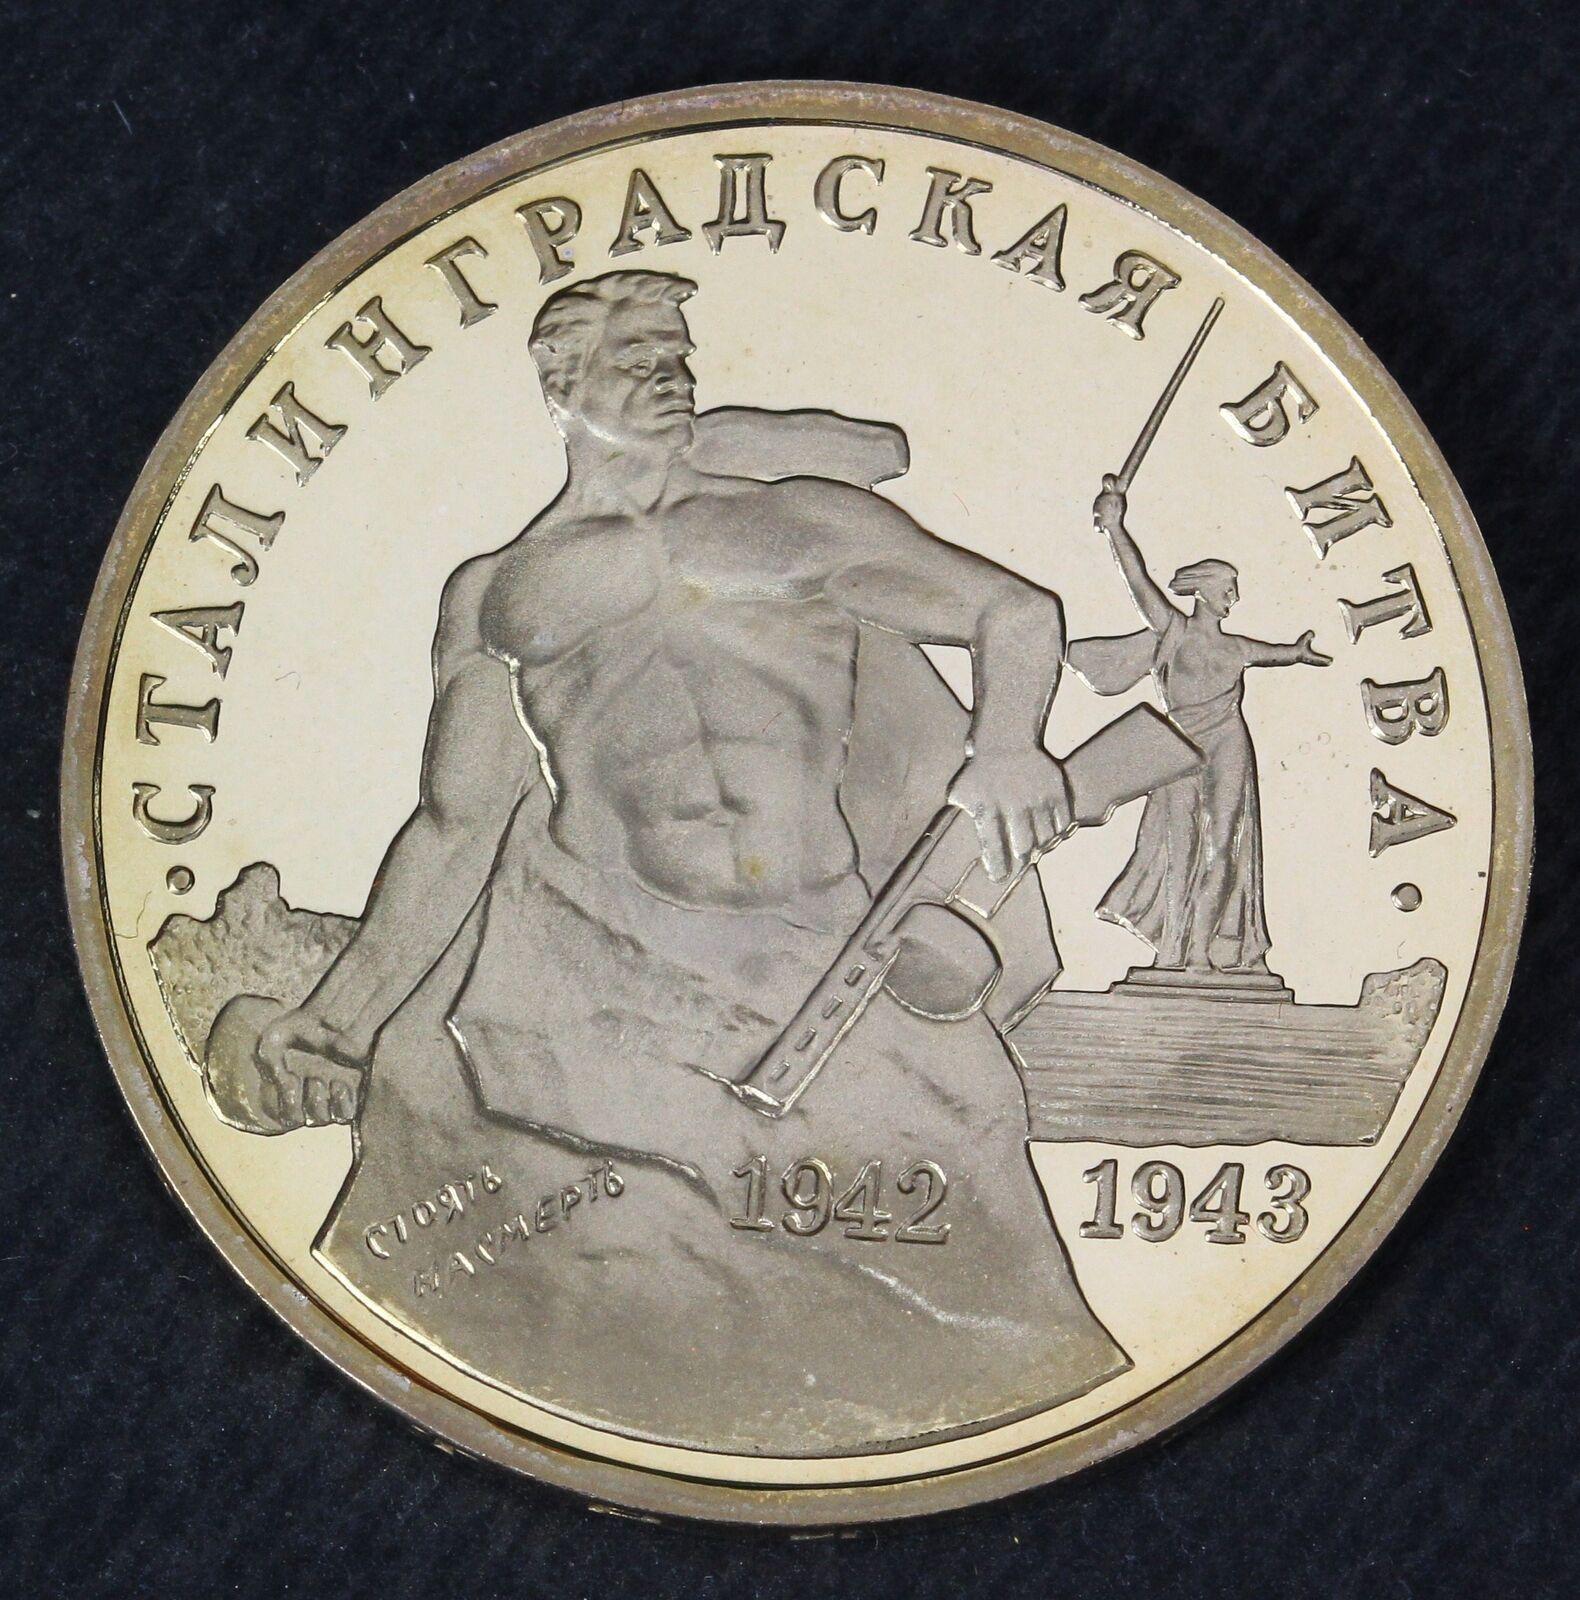 · СТАЛИНГРАДСКАЯ БИТВА ·
СТОЯТЬ
НАСМЕРТЬ
1942 1943